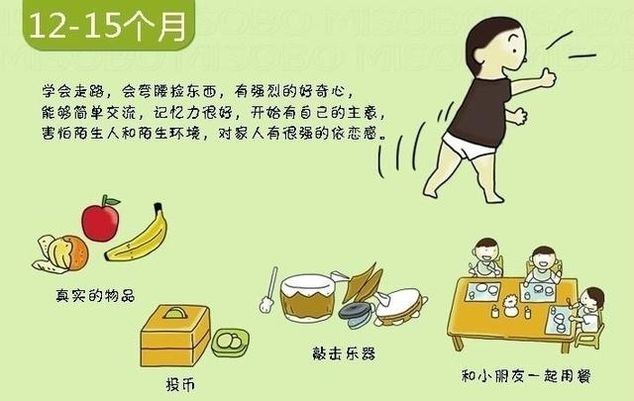 12-15个月
学会走路，会弯腰捡东西，有强烈的好奇心，
能够简单交流，记忆力很好，开始有自己的主意，
害怕陌生人和陌生环境，对家人有很强的依恋感。
真实的物品
投币
敲击乐器
和小朋友一起用餐